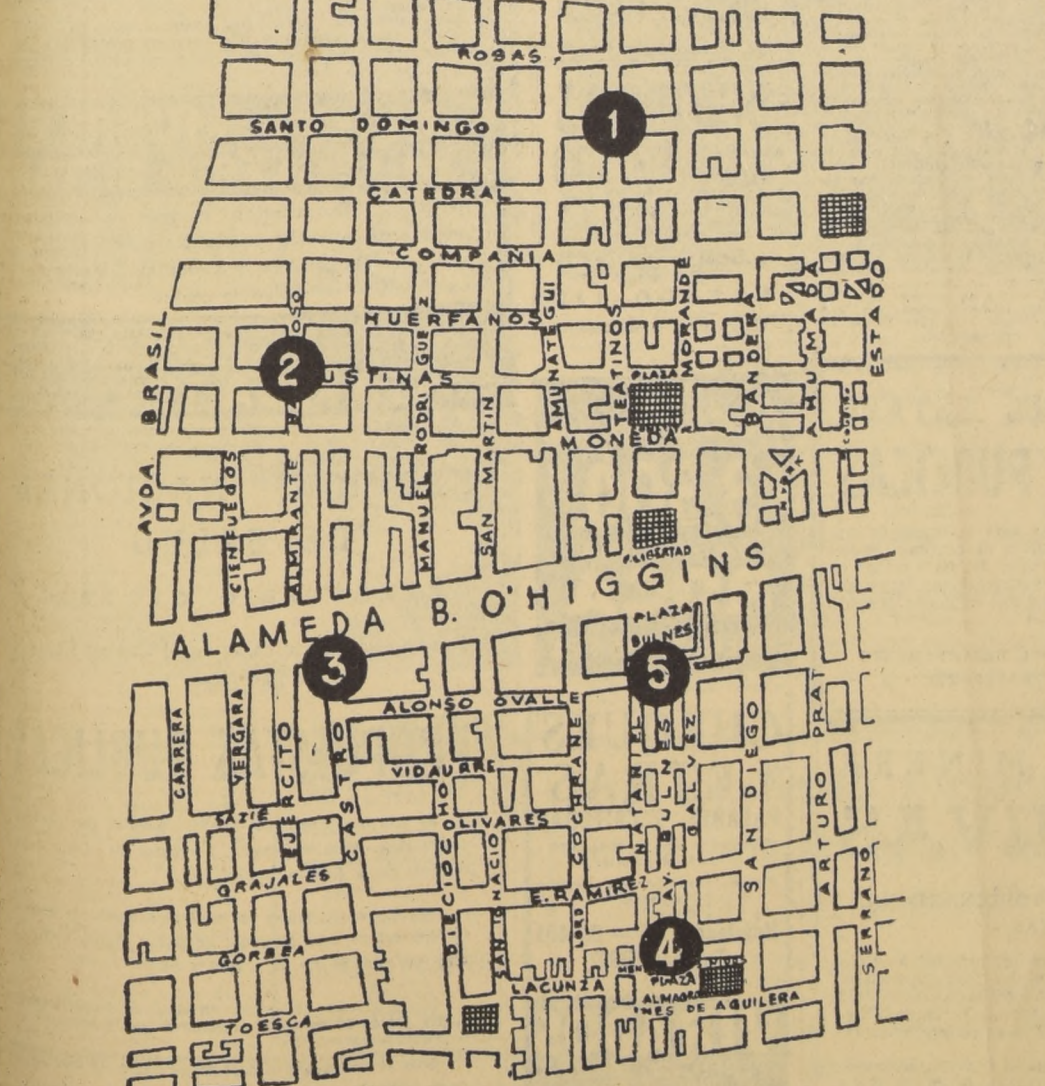 ROSAS
1
SANTO DOMINGO
CATEDRAL
COMPAÑIA
HUERFANOS
BRASIL
AMUNATEGUI
TEATINOS
MORANDE
BANDERA
AHUMADA
ESTADO
2
RODRIGUEZ
PLAZA
MONEDA
AVDA
CIENFUEGOS
ALMIRANTE
MANUEL
SAN MARTIN
P. LIBERTAD
ALAMEDA B. O'HIGGINS
PLAZA
BULNES
3
5
ALONSO OVALLE
CARRERA
VERGARA
EJERCITO
CASTRO
VIDAURRE
SAZIE
OLIVARES
DIECIOCHO
COCHRANE
NATANIEL
BULNES
GALVEZ
SAN DIEGO
ARTURO PRAT
GRAJALES
E. RAMIREZ
AV.
SAN IGNACIO
LORD
SERRANO
4
GORBEA
LACUNZA
PLAZA
ALMAGRO
INES DE AQUILERA
TOESCA